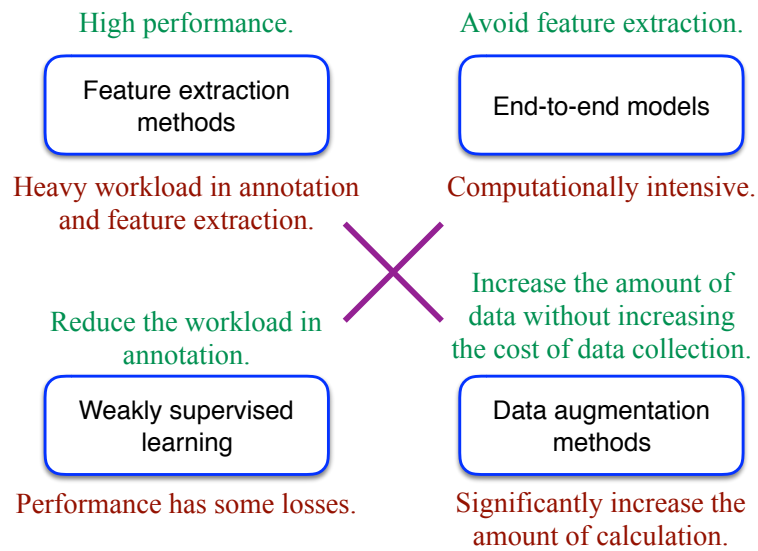 High performance.
Feature extraction
methods
Heavy workload in annotation
and feature extraction.
Avoid feature extraction.
End-to-end models
Computationally intensive.
Reduce the workload in
annotation.
Weakly supervised
learning
Performance has some losses.
Increase the amount of
data without increasing
the cost of data collection.
Data augmentation
methods
Significantly increase the
amount of calculation.